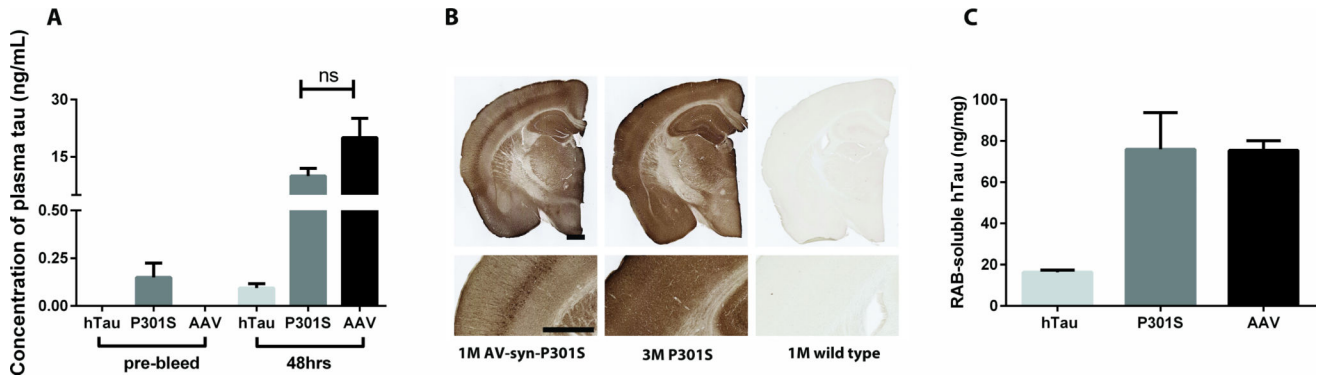 A
Concentration of plasma tau (ng/mL)
30
15
0.50
0.25
0.00
ns
hTau P301S AAV hTau P301S AAV
pre-bleed 48hrs
B
1M AV-syn-P301S 3M P301S 1M wild type
C
RAB-soluble hTau (ng/mg)
100
80
60
40
20
0
hTau P301S AAV